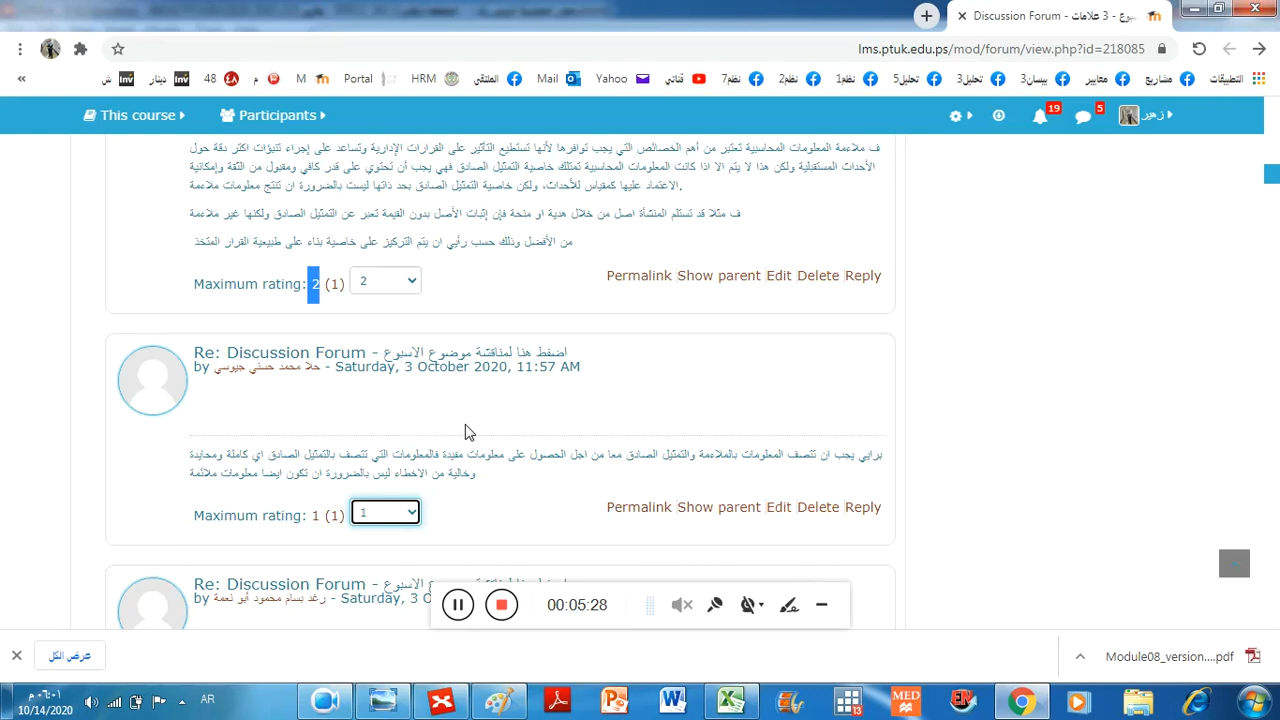 Discussion Forum - 3 علامات - سبوع
lms.ptuk.edu.ps/mod/forum/view.php?id=218085
« ش Inv دينار Inv 48 م M Portal HRM الملتقي Mail Yahoo قناتي نظم7 نظم2 نظم1 تحليل5 تحليل3 بيسان3 معايير مشاريع التطبيقات
This course Participants 19 5 زهير
ف ملاءمة المعلومات المحاسبية تعتبر من أهم الخصائص التي يجب توافرها لأنها تستطيع التأثير على القرارات الإدارية وتساعد على إجراء تنبؤات اكثر دقة حول
الأحداث المستقبلية ولكن هذا لا يتم الا اذا كانت المعلومات المحاسبية تمتلك خاصية التمثيل الصادق فهي يجب أن تحتوي على قدر كافي ومقبول من الثقة وإمكانية
الاعتماد عليها كمقياس للأحداث، ولكن خاصية التمثيل الصادق بحد ذاتها ليست بالضرورة ان تنتج معلومات ملاءمة.
ف مثلا قد تستلم المنشأة اصل من خلال هدية او منحة فإن إثبات الأصل بدون القيمة تعبر عن التمثيل الصادق ولكنها غير ملاءمة
من الأفضل وذلك حسب رأيي ان يتم التركيز على خاصية بناء على طبيعية القرار المتخذ
Maximum rating: 2 (1) 2
Permalink Show parent Edit Delete Reply
Re: Discussion Forum - اضغط هنا لمناقشة موضوع الاسبوع
by حلا محمد حسني جيوسي - Saturday, 3 October 2020, 11:57 AM
برايي يجب ان تتصف المعلومات بالملاءمة والتمثيل الصادق معا من اجل الحصول على معلومات مفيدة فالمعلومات التي تتصف بالتمثيل الصادق اي كاملة ومحايدة
وخالية من الاخطاء ليس بالضرورة ان تكون ايضا معلومات ملائمة
Maximum rating: 1 (1) 1
Permalink Show parent Edit Delete Reply
Re: Discussion Forum -
by رغد بسام محمود أبو نعمة - Saturday, 3 O
00:05:28
عرض الكل
Module08_version....pdf
٠٦:٠١ م
10/14/2020
AR
MED
13